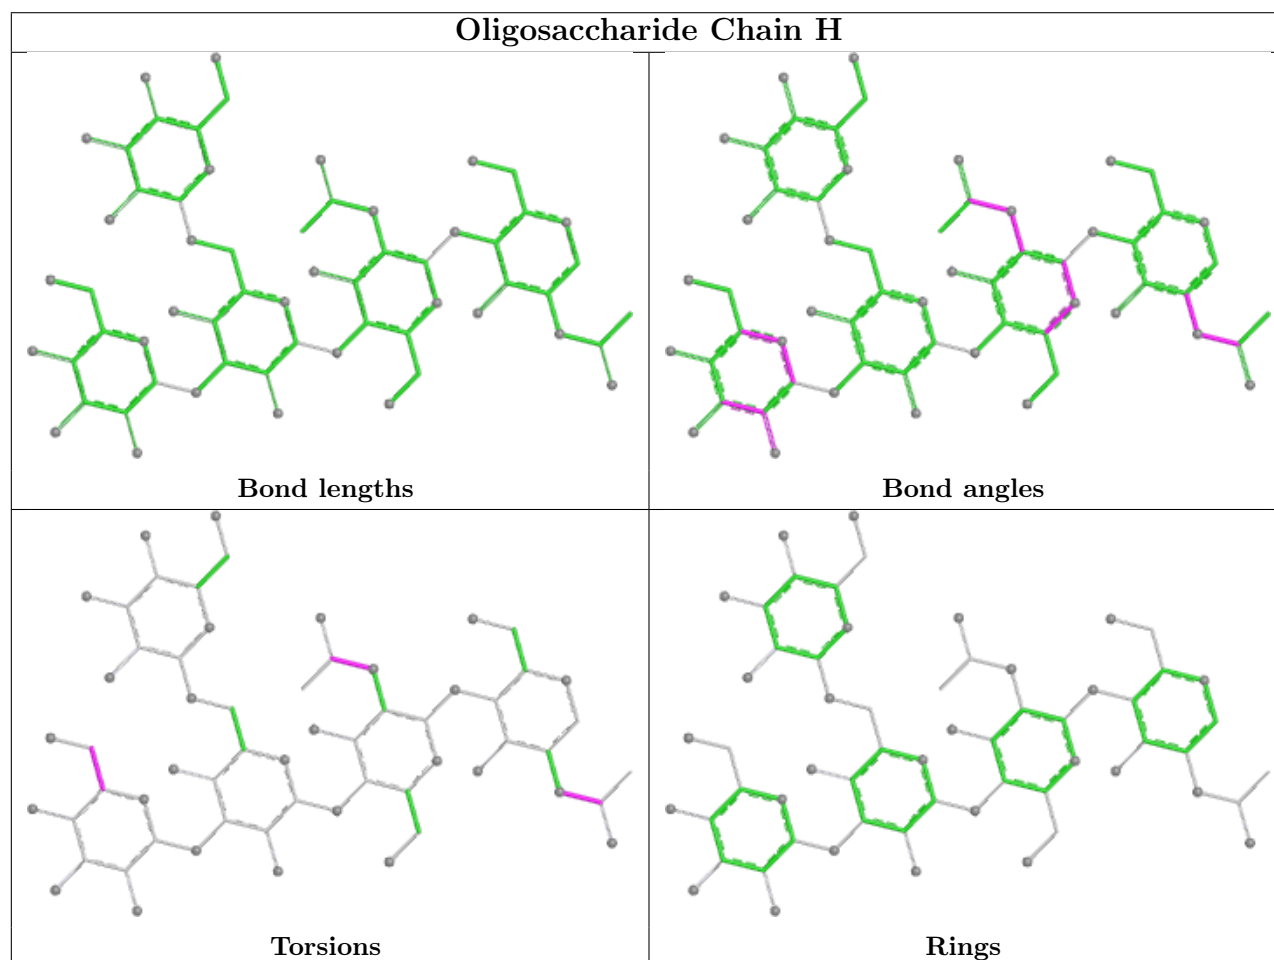 Oligosaccharide Chain H
Bond lengths
Bond angles
Torsions
Rings